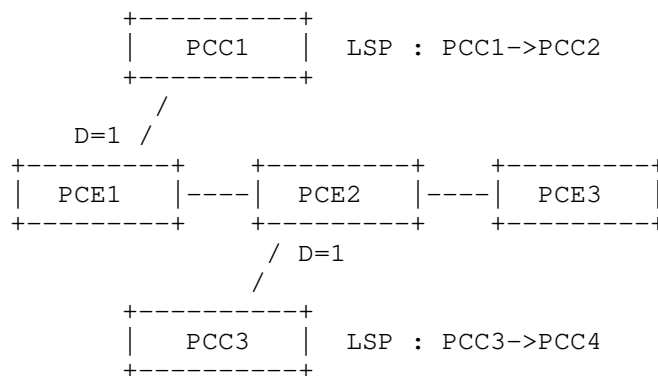 +----------+
|   PCC1   |  LSP : PCC1->PCC2
+----------+
/
D=1 /
+---------+    +---------+    +---------+
|  PCE1   |----|  PCE2   |----|  PCE3   |
+---------+    +---------+    +---------+
/ D=1
/
+----------+
|   PCC3   |  LSP : PCC3->PCC4
+----------+